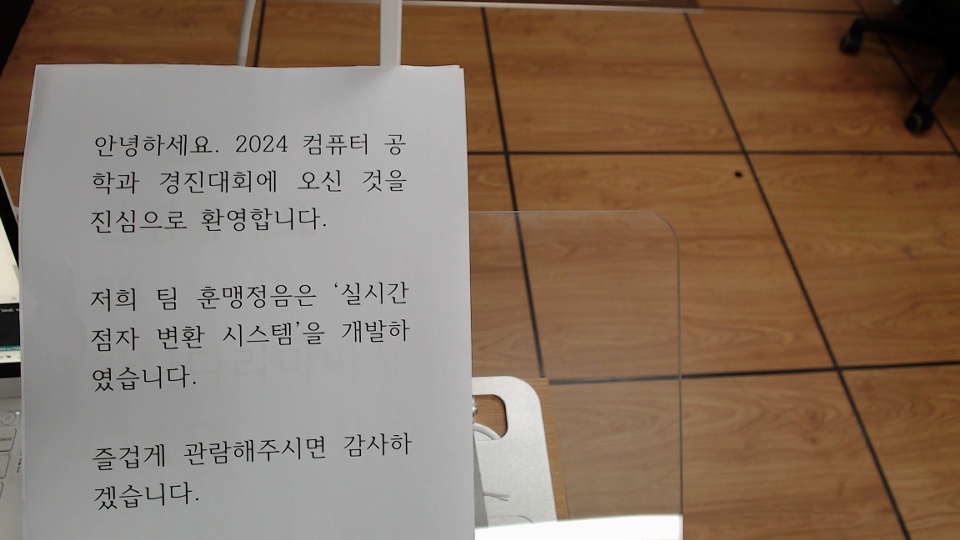 안녕하세요. 2024 컴퓨터 공
학과 경진대회에 오신 것을
진심으로 환영합니다.
저희 팀 훈맹정음은 ‘실시간
점자 변환 시스템’을 개발하
였습니다.
즐겁게 관람해주시면 감사하
겠습니다.